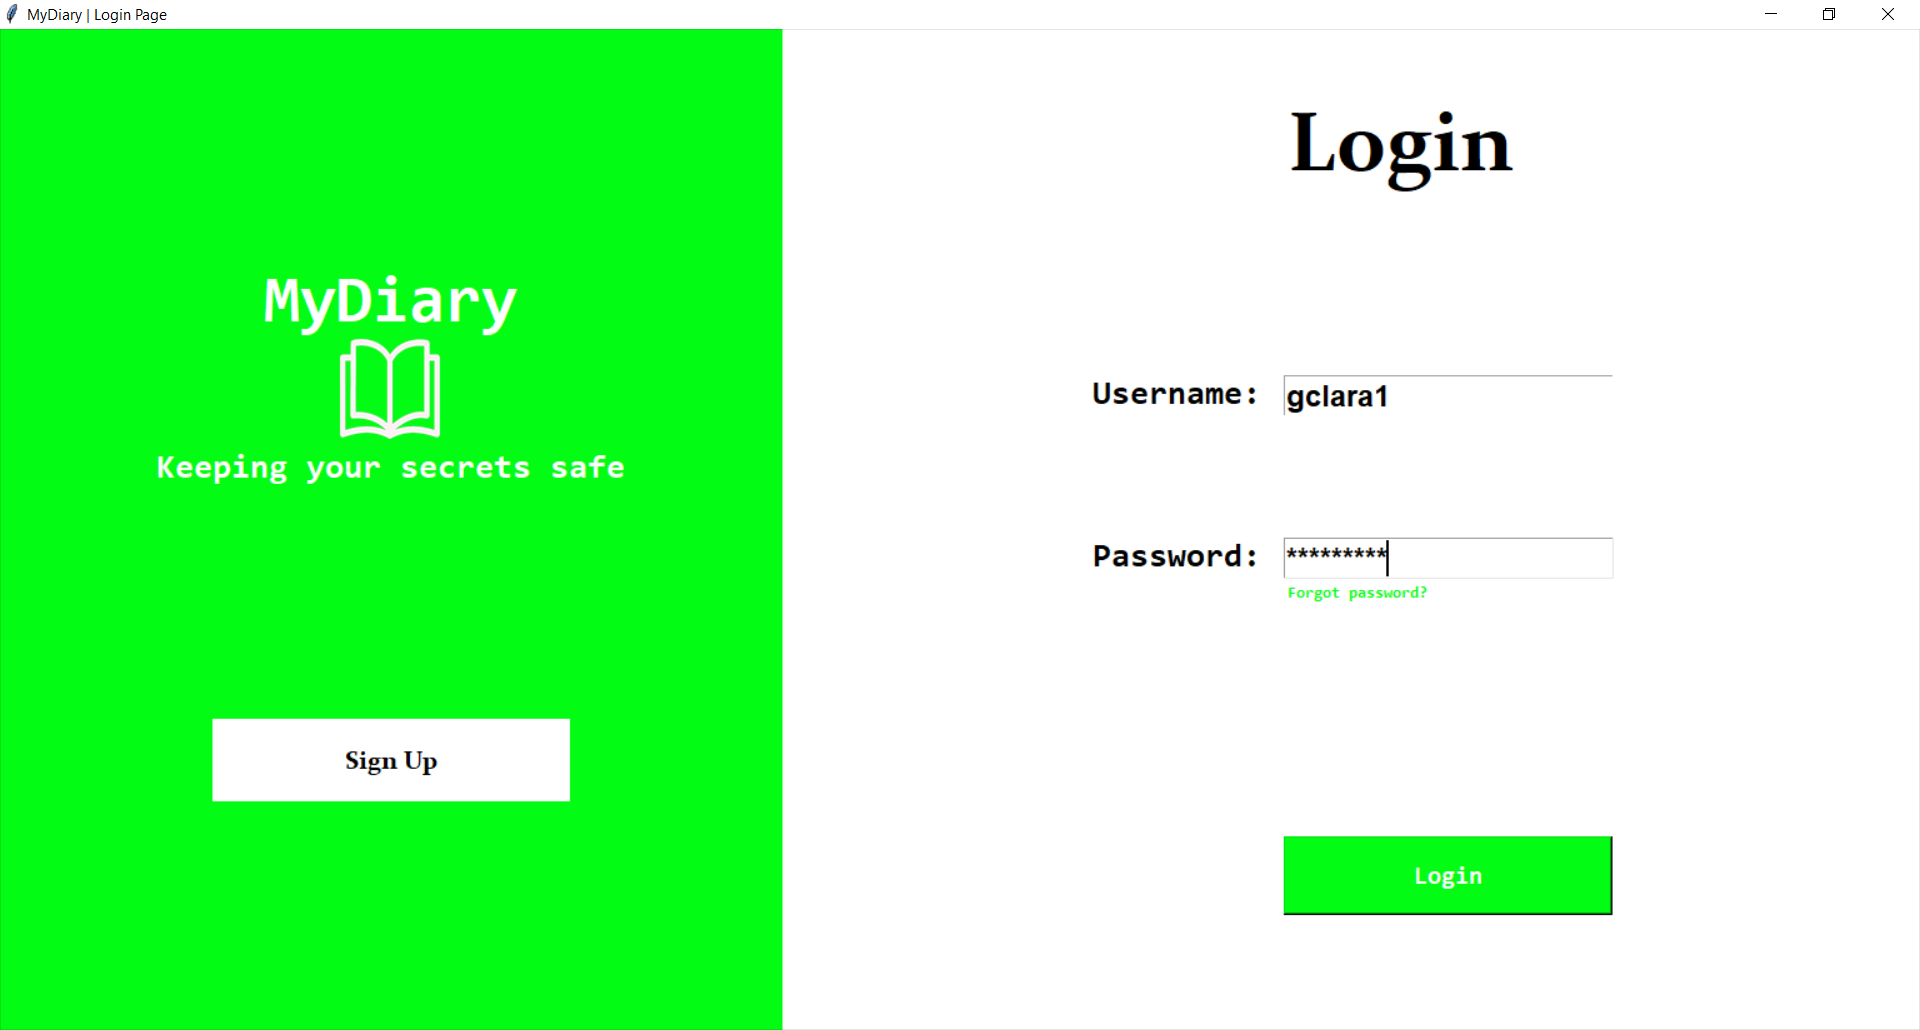 MyDiary | Login Page
MyDiary
Keeping your secrets safe
Sign Up
Login
Username: gclara1
Password: *********
Forgot password?
Login